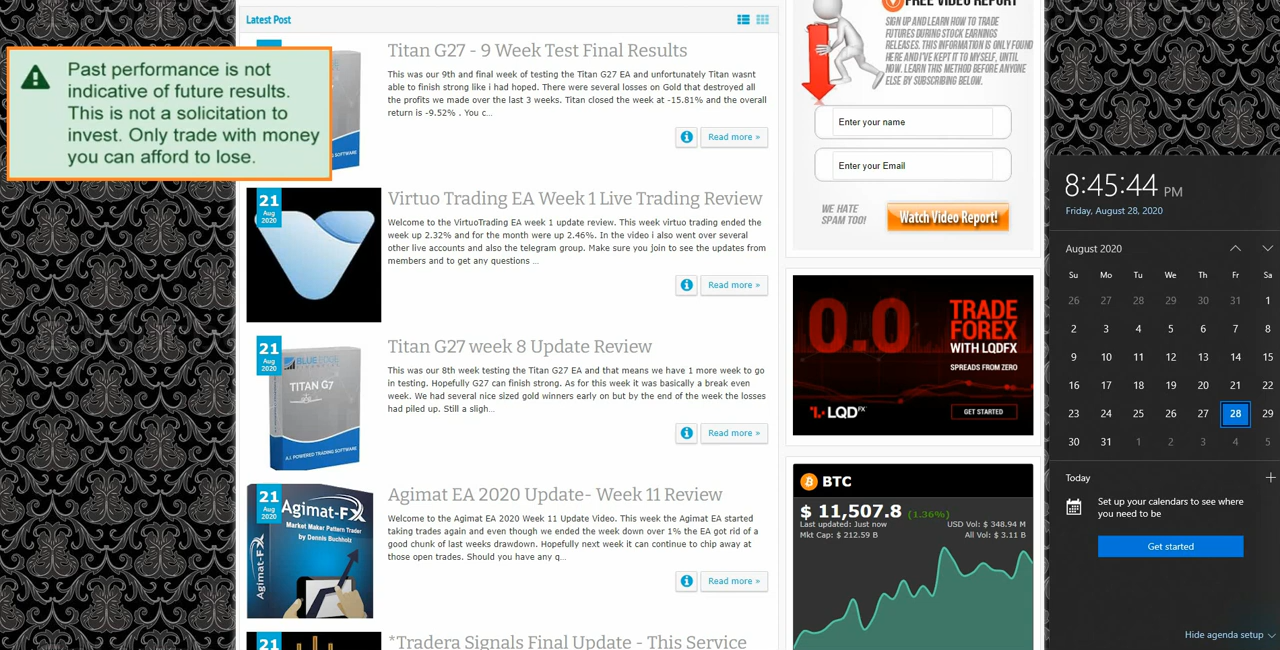 Latest Post
Past performance is not
indicative of future results.
This is not a solicitation to
invest. Only trade with money
you can afford to lose.
SOFTWARE
Titan G27 - 9 Week Test Final Results
This was our 9th and final week of testing the Titan G27 EA and unfortunately Titan wasnt
able to finish strong like i had hoped. There were several losses on Gold that destroyed all
the profits we made over the last 3 weeks. Titan closed the week at -15.81% and the overall
return is -9.52% . You c...
Read more »
21
Aug
2020
Virtuo Trading EA Week 1 Live Trading Review
Welcome to the VirtuoTrading EA week 1 update review. This week virtuo trading ended the
week up 2.32% and for the month were up 2.46%. In the video i also went over several
other live accounts and also the telegram group. Make sure you join to see the updates from
members and to get any questions ...
Read more »
21
Aug
2020
BLUE EDGE
TITAN G7
A.I. POWERED TRADING SOFTWARE
Titan G27 week 8 Update Review
This was our 8th week testing the Titan G27 EA and that means we have 1 more week to go
in testing. Hopefully G27 can finish strong. As for this week it was basically a break even
week. We had several nice sized gold winners early on but by the end of the week the losses
had piled up. Still a sligh...
Read more »
21
Aug
2020
Agimat-FX
Market Maker Pattern Trader
by Dennis Buchholz
Agimat-FX
Agimat EA 2020 Update- Week 11 Review
Welcome to the Agimat EA 2020 Week 11 Update Video. This week the Agimat EA started
taking trades again and even though we ended the week down over 1% the EA got rid of a
good chunk of last weeks drawdown. Hopefully next week it can continue to chip away at
those open trades. Should you have any q...
Read more »
21
*Tradera Signals Final Update - This Service
FREE VIDEO REPORT
SIGN UP AND LEARN HOW TO TRADE
FUTURES DURING STOCK EARNINGS
RELEASES. THIS INFORMATION IS ONLY FOUND
HERE AND I'VE KEPT IT TO MYSELF, UNTIL
NOW. LEARN THIS METHOD BEFORE ANYONE
ELSE BY SUBSCRIBING BELOW.
Enter your name
Enter your Email
WE HATE
SPAM TOO!
Watch Video Report!
0.0
TRADE
FOREX
WITH LQDFX
SPREADS FROM ZERO
LQD FX
GET STARTED
BTC
$ 11,507.8 (1.36%)
Last updated: Just now
USD Vol: $ 348.94 M
Mkt Cap: $ 212.59 B
All Vol: $ 3.11 B
8:45:44 PM
Friday, August 28, 2020
August 2020
Su Mo Tu We Th Fr Sa
26 27 28 29 30 31 1
2 3 4 5 6 7 8
9 10 11 12 13 14 15
16 17 18 19 20 21 22
23 24 25 26 27 28 29
30 31 1 2 3 4 5
Today
Set up your calendars to see where
you need to be
Get started
Hide agenda setup